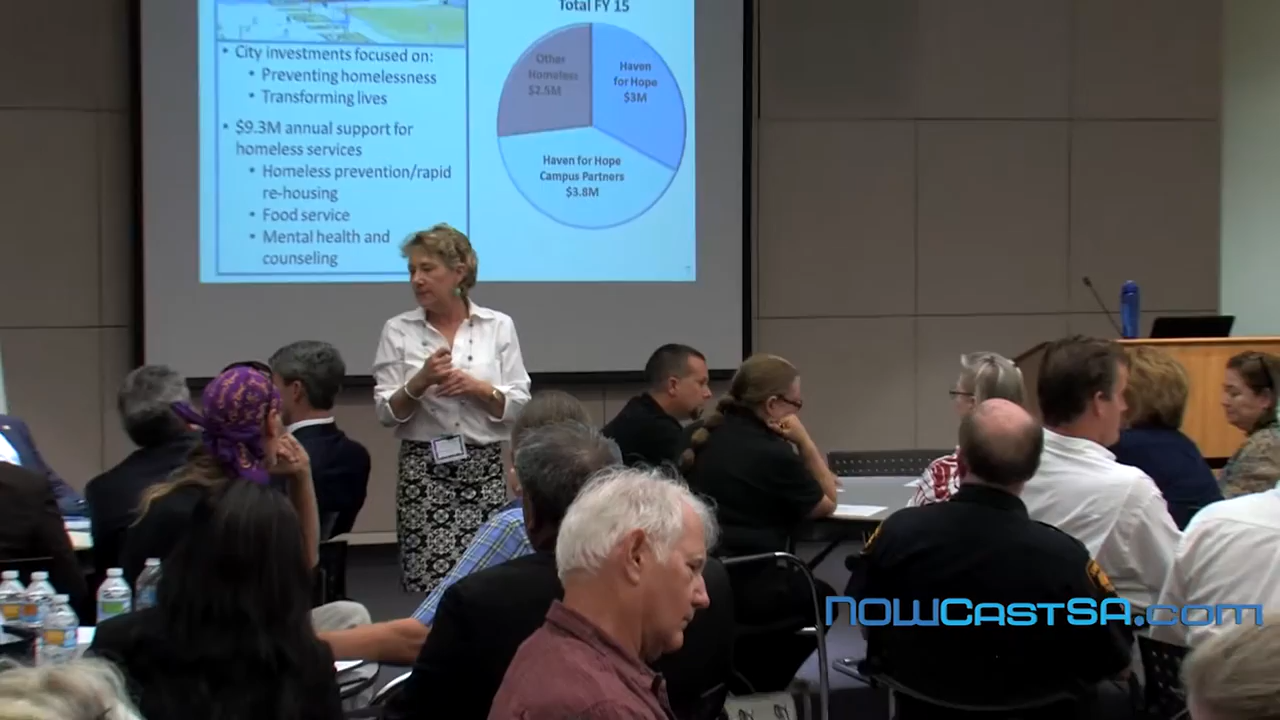 Total FY 15
• City investments focused on:
• Preventing homelessness
• Transforming lives
• $9.3M annual support for
homeless services
• Homeless prevention/rapid
re-housing
• Food service
• Mental health and
counseling
Other
Homeless
$2.5M
Haven
for Hope
$3M
Haven for Hope
Campus Partners
$3.8M
NOWCastSA.com